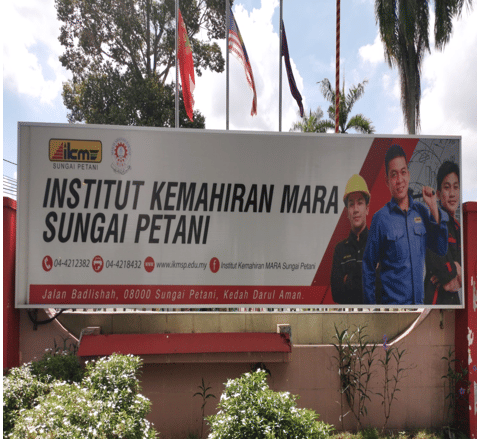 ikm
SUNGAI PETANI
INSTITUT KEMAHIRAN MARA
SUNGAI PETANI
04-4212382 04-4218432 www.ikmsp.edu.my Institut Kemahiran MARA Sungai Petani
Jalan Badlishah, 08000 Sungai Petani, Kedah Darul Aman.